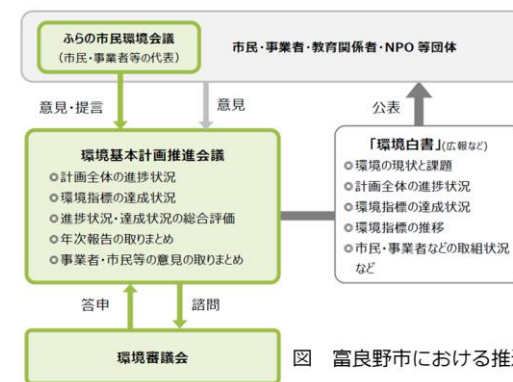 ふらの市民環境会議
(市民・事業者等の代表)
市民・事業者・教育関係者・NPO 等団体
意見・提言
意見
公表
環境基本計画推進会議
○計画全体の進捗状況
○環境指標の達成状況
○進捗状況・達成状況の総合評価
○年次報告の取りまとめ
○事業者・市民等の意見の取りまとめ
「環境白書」(広報など)
○環境の現状と課題
○計画全体の進捗状況
○環境指標の達成状況
○環境指標の推移
○市民・事業者などの取組状況
など
答申
諮問
環境審議会
図 富良野市における推